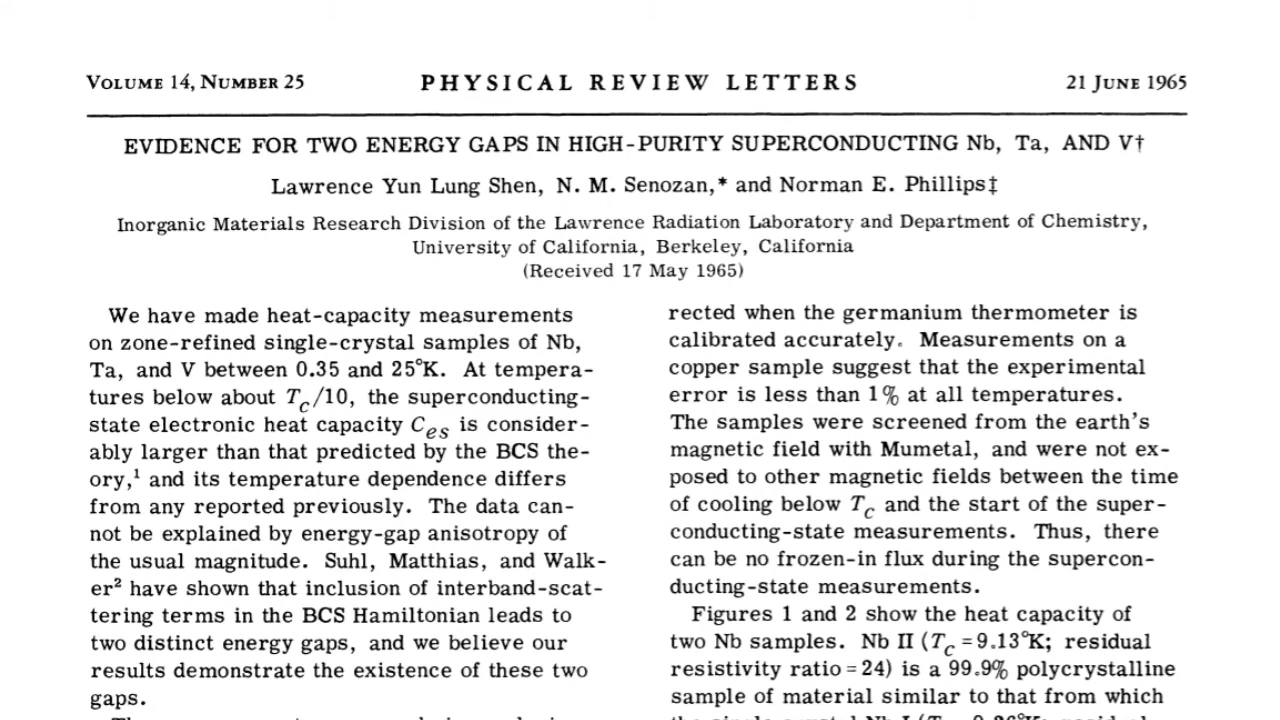 VOLUME 14, NUMBER 25 PHYSICAL REVIEW LETTERS 21 JUNE 1965
EVIDENCE FOR TWO ENERGY GAPS IN HIGH-PURITY SUPERCONDUCTING Nb, Ta, AND V†
Lawrence Yun Lung Shen, N. M. Senozan,* and Norman E. Phillips‡
Inorganic Materials Research Division of the Lawrence Radiation Laboratory and Department of Chemistry,
University of California, Berkeley, California
(Received 17 May 1965)
We have made heat-capacity measurements
on zone-refined single-crystal samples of Nb,
Ta, and V between 0.35 and 25°K. At tempera-
tures below about Tc/10, the superconducting-
state electronic heat capacity Ces is consider-
ably larger than that predicted by the BCS the-
ory,¹ and its temperature dependence differs
from any reported previously. The data can-
not be explained by energy-gap anisotropy of
the usual magnitude. Suhl, Matthias, and Walk-
er² have shown that inclusion of interband-scat-
tering terms in the BCS Hamiltonian leads to
two distinct energy gaps, and we believe our
results demonstrate the existence of these two
gaps.
rected when the germanium thermometer is
calibrated accurately. Measurements on a
copper sample suggest that the experimental
error is less than 1% at all temperatures.
The samples were screened from the earth's
magnetic field with Mumetal, and were not ex-
posed to other magnetic fields between the time
of cooling below Tc and the start of the super-
conducting-state measurements. Thus, there
can be no frozen-in flux during the supercon-
ducting-state measurements.
Figures 1 and 2 show the heat capacity of
two Nb samples. Nb II (Tc = 9.13°K; residual
resistivity ratio = 24) is a 99.9% polycrystalline
sample of material similar to that from which